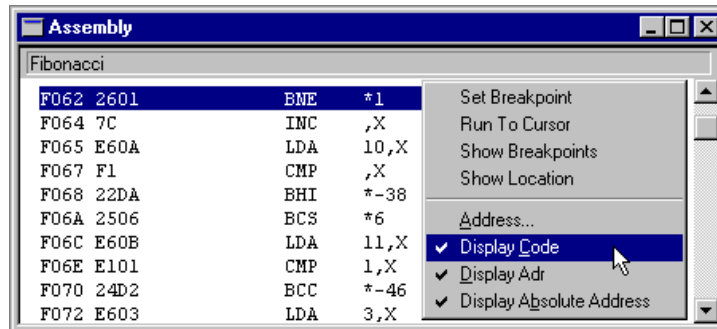 Assembly
Fibonacci
F062 2601 BNE *1
F064 7C INC ,X
F065 E60A LDA 10,X
F067 F1 CMP ,X
F068 22DA BHI *-38
F06A 2506 BCS *6
F06C E60B LDA 11,X
F06E E101 CMP 1,X
F070 24D2 BCC *-46
F072 E603 LDA 3,X
Set Breakpoint
Run To Cursor
Show Breakpoints
Show Location
Address...
Display Code
Display Adr
Display Absolute Address